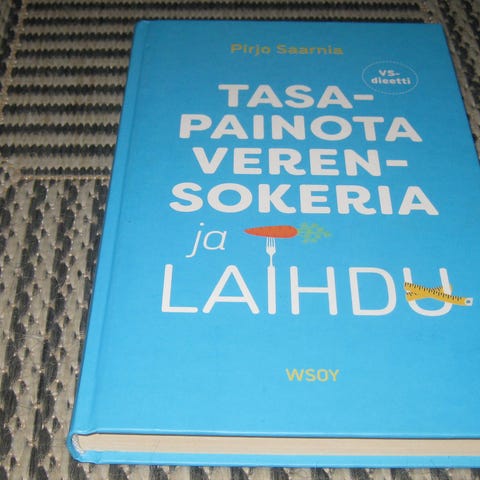 Pirjo Saarnia
VS-
dieetti
TASA-
PAINOTA
VEREN-
SOKERIA
ja
LAIHDU
WSOY